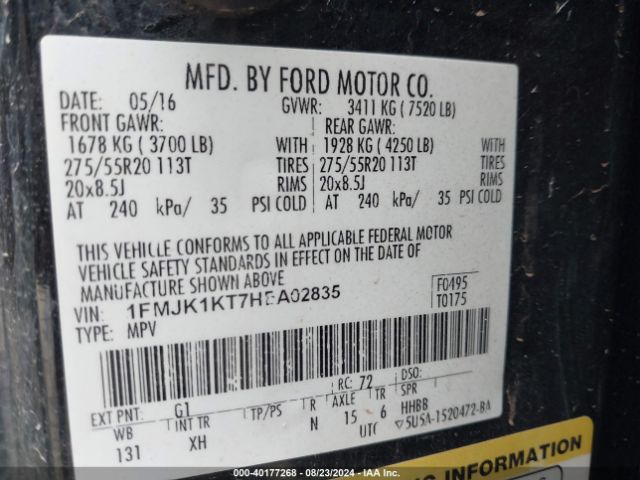 MFD. BY FORD MOTOR CO.
DATE: 05/16 GVWR: 3411 KG ( 7520 LB)
FRONT GAWR: REAR GAWR:
1678 KG ( 3700 LB) WITH 1928 KG ( 4250 LB) WITH
275/55R20 113T TIRES 275/55R20 113T TIRES
20x8.5J RIMS 20x8.5J RIMS
AT 240 kPa/ 35 PSI COLD AT 240 kPa/ 35 PSI COLD
THIS VEHICLE CONFORMS TO ALL APPLICABLE FEDERAL MOTOR
VEHICLE SAFETY STANDARDS IN EFFECT ON THE DATE OF
MANUFACTURE SHOWN ABOVE
VIN: 1FMJK1KT7HEA02835 F0495
TYPE: MPV T0175
EXT PNT: G1 RC: 72 DSO:
WB INT TR TP/PS R AXLE TR SPR
131 XH N 15 6 HHBB
UTC ▽5U5A-1520472-BA
INFORMATION
000-40177268 - 08/23/2024 - IAA Inc.